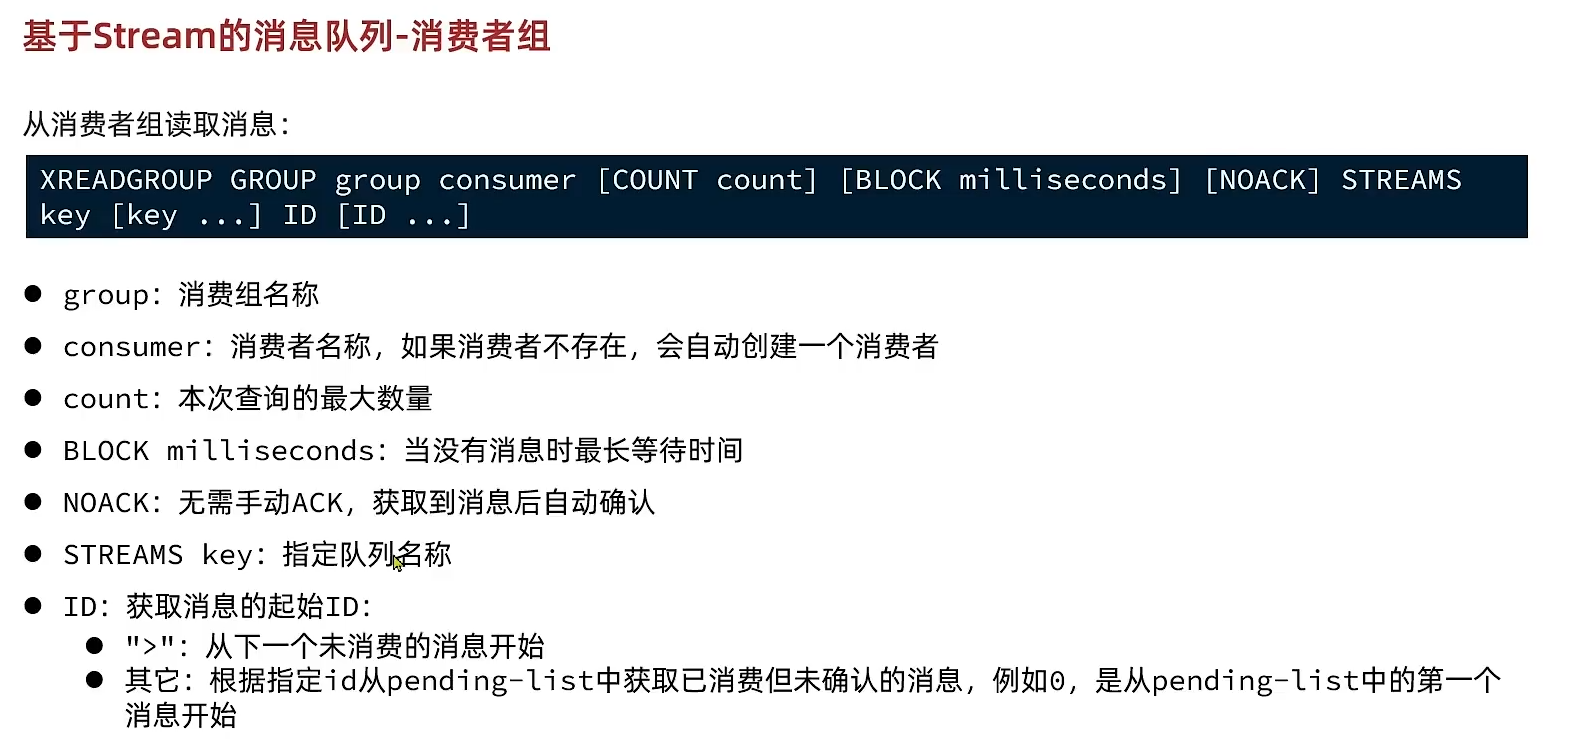 基于Stream的消息队列-消费者组
从消费者组读取消息：
XREADGROUP GROUP group consumer [COUNT count] [BLOCK milliseconds] [NOACK] STREAMS
key [key ...] ID [ID ...]
● group：消费组名称
● consumer：消费者名称，如果消费者不存在，会自动创建一个消费者
● count：本次查询的最大数量
● BLOCK milliseconds：当没有消息时最长等待时间
● NOACK：无需手动ACK，获取到消息后自动确认
● STREAMS key：指定队列名称
● ID：获取消息的起始ID：
● ">"：从下一个未消费的消息开始
● 其它：根据指定id从pending-list中获取已消费但未确认的消息，例如0，是从pending-list中的第一个
消息开始